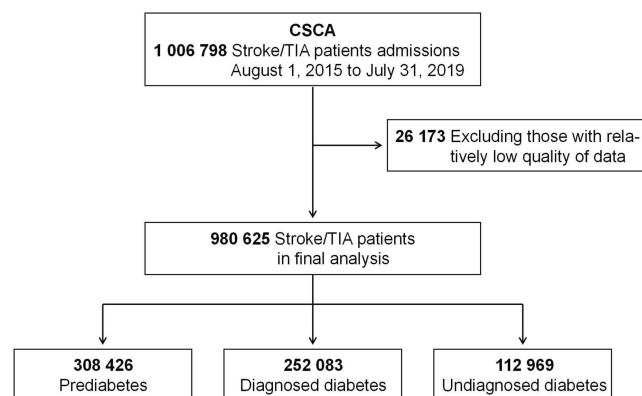 CSCA
1 006 798 Stroke/TIA patients admissions
August 1, 2015 to July 31, 2019
26 173 Excluding those with rela-
tively low quality of data
980 625 Stroke/TIA patients
in final analysis
308 426
Prediabetes
252 083
Diagnosed diabetes
112 969
Undiagnosed diabetes